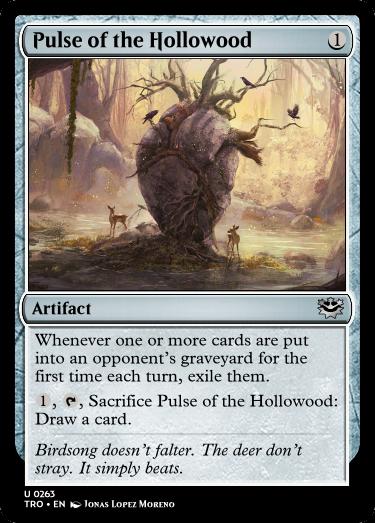 Pulse of the Hollowood 1
Artifact
Whenever one or more cards are put
into an opponent's graveyard for the
first time each turn, exile them.
1, , Sacrifice Pulse of the Hollowood:
Draw a card.
Birdsong doesn't falter. The deer don't
stray. It simply beats.
U 0263
TRO • EN Jonas Lopez Moreno